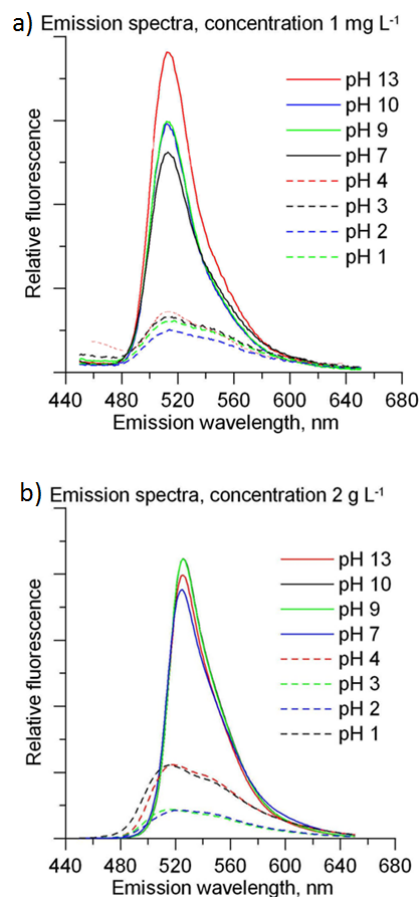 a) Emission spectra, concentration 1 mg L⁻¹
Relative fluorescence
pH 13
pH 10
pH 9
pH 7
pH 4
pH 3
pH 2
pH 1
440 480 520 560 600 640 680
Emission wavelength, nm
b) Emission spectra, concentration 2 g L⁻¹
Relative fluorescence
pH 13
pH 10
pH 9
pH 7
pH 4
pH 3
pH 2
pH 1
440 480 520 560 600 640 680
Emission wavelength, nm